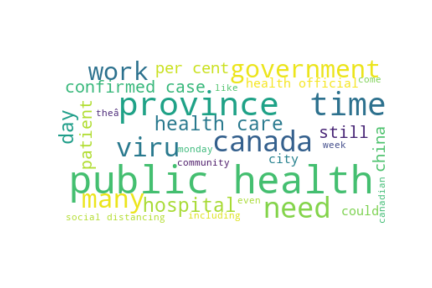 work per cent government
confirmed case like health official come
province time
day patient theâ health care still
viru monday canada week
community city china
public health
many hospital even need could canadian
social distancing including